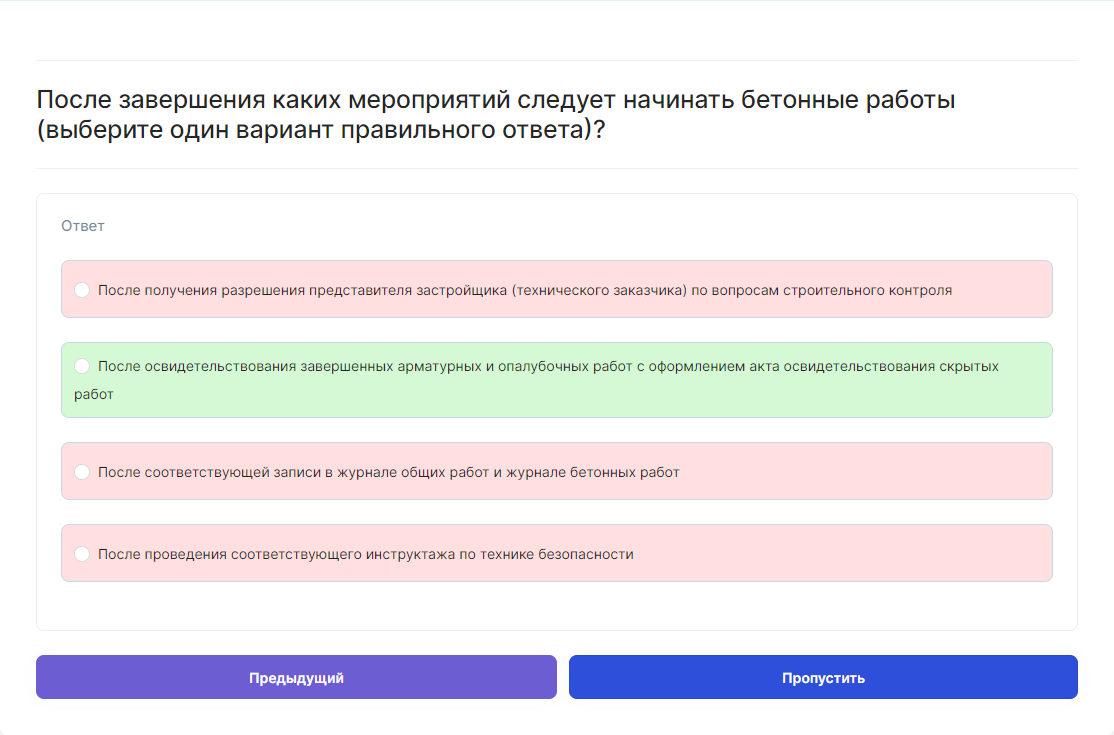 После завершения каких мероприятий следует начинать бетонные работы
(выберите один вариант правильного ответа)?
Ответ
После получения разрешения представителя застройщика (технического заказчика) по вопросам строительного контроля
После освидетельствования завершенных арматурных и опалубочных работ с оформлением акта освидетельствования скрытых
работ
После соответствующей записи в журнале общих работ и журнале бетонных работ
После проведения соответствующего инструктажа по технике безопасности
Предыдущий
Пропустить